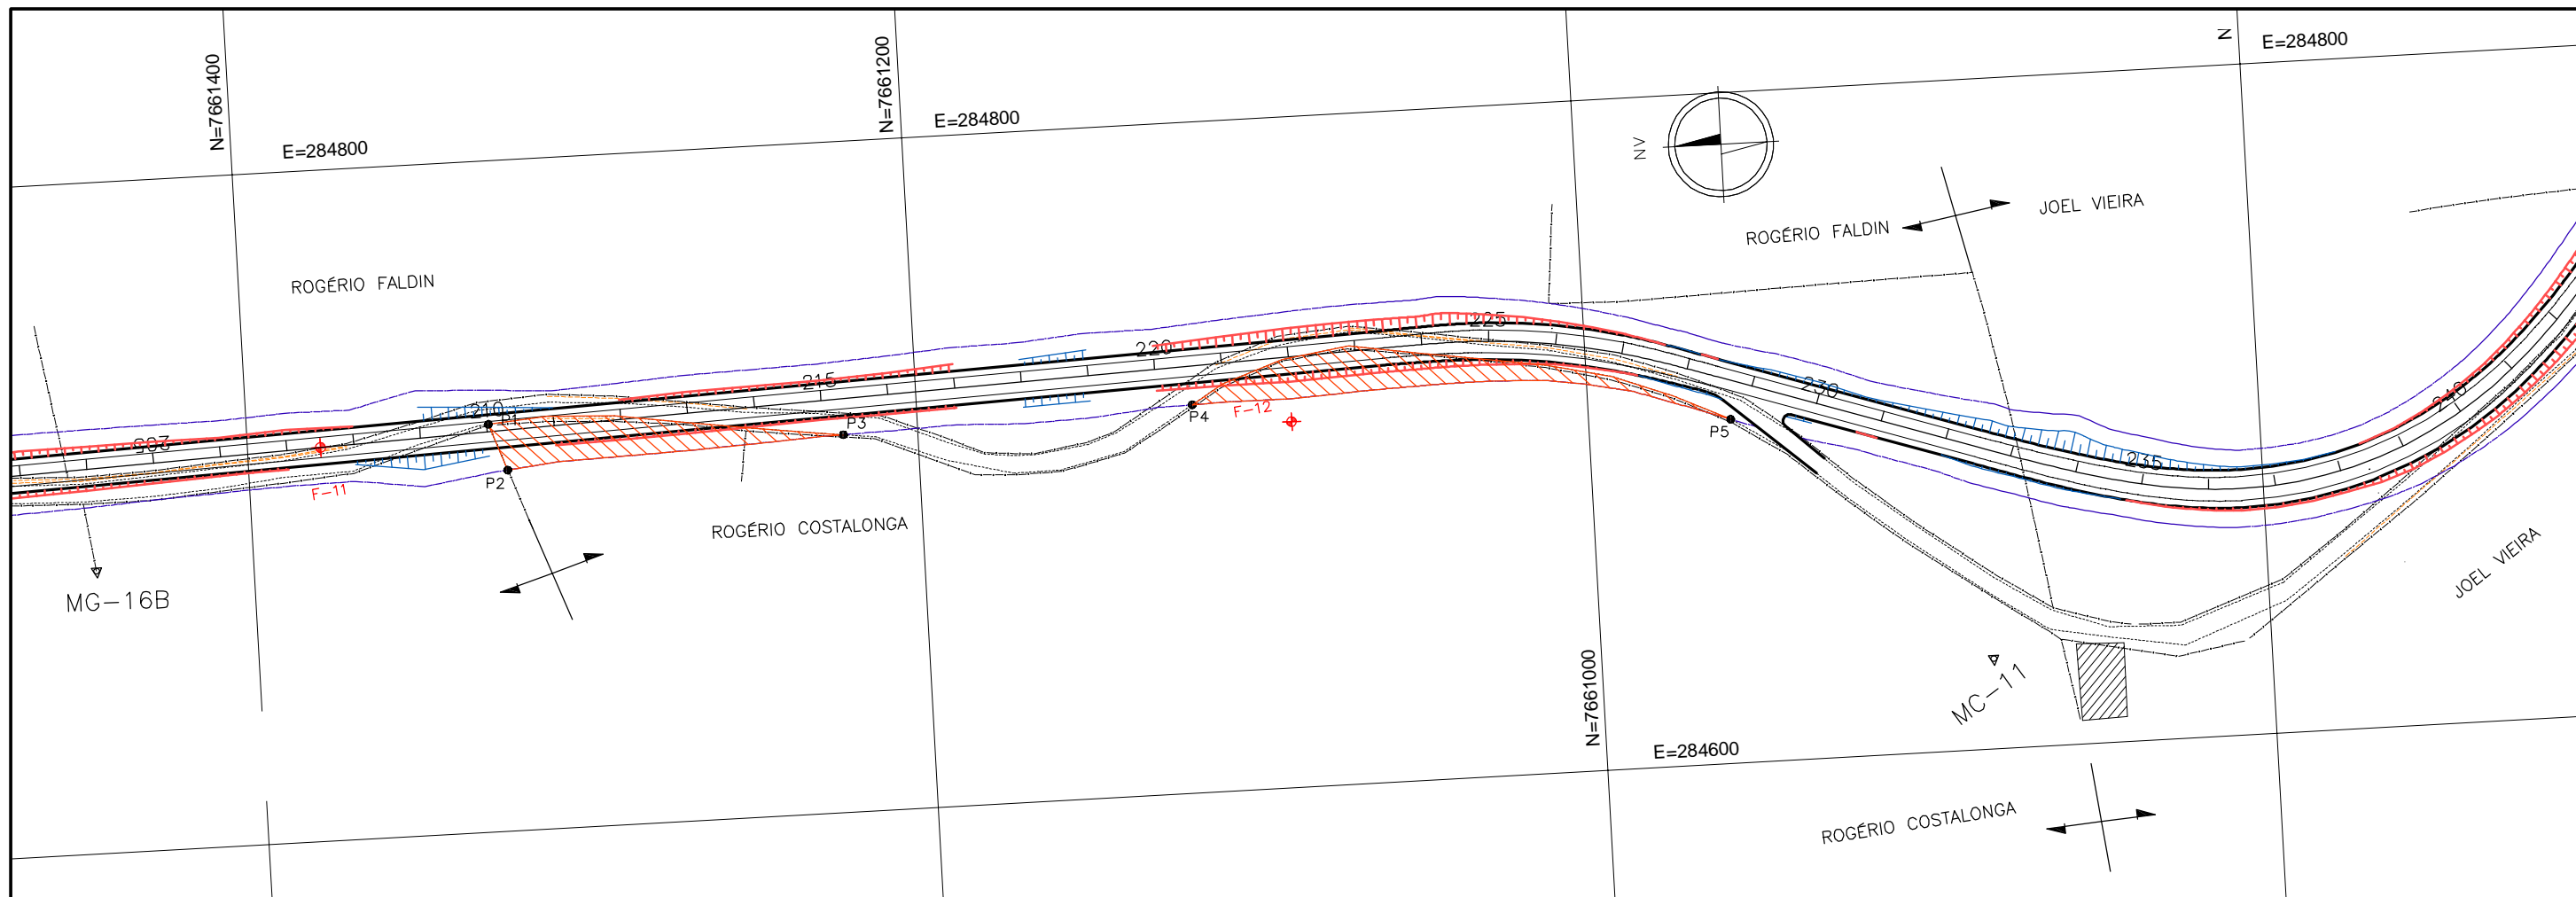 N=7661400
E=284800
N=7661200
E=284800
N
E=284800
NV
ROGÉRIO FALDIN
JOEL VIEIRA
ROGÉRIO FALDIN
205
210
215
220
225
230
235
240
P1
P2
P3
P4
P5
F-11
F-12
ROGÉRIO COSTALONGA
MG-16B
JOEL VIEIRA
MC-11
N=7661000
E=284600
ROGÉRIO COSTALONGA